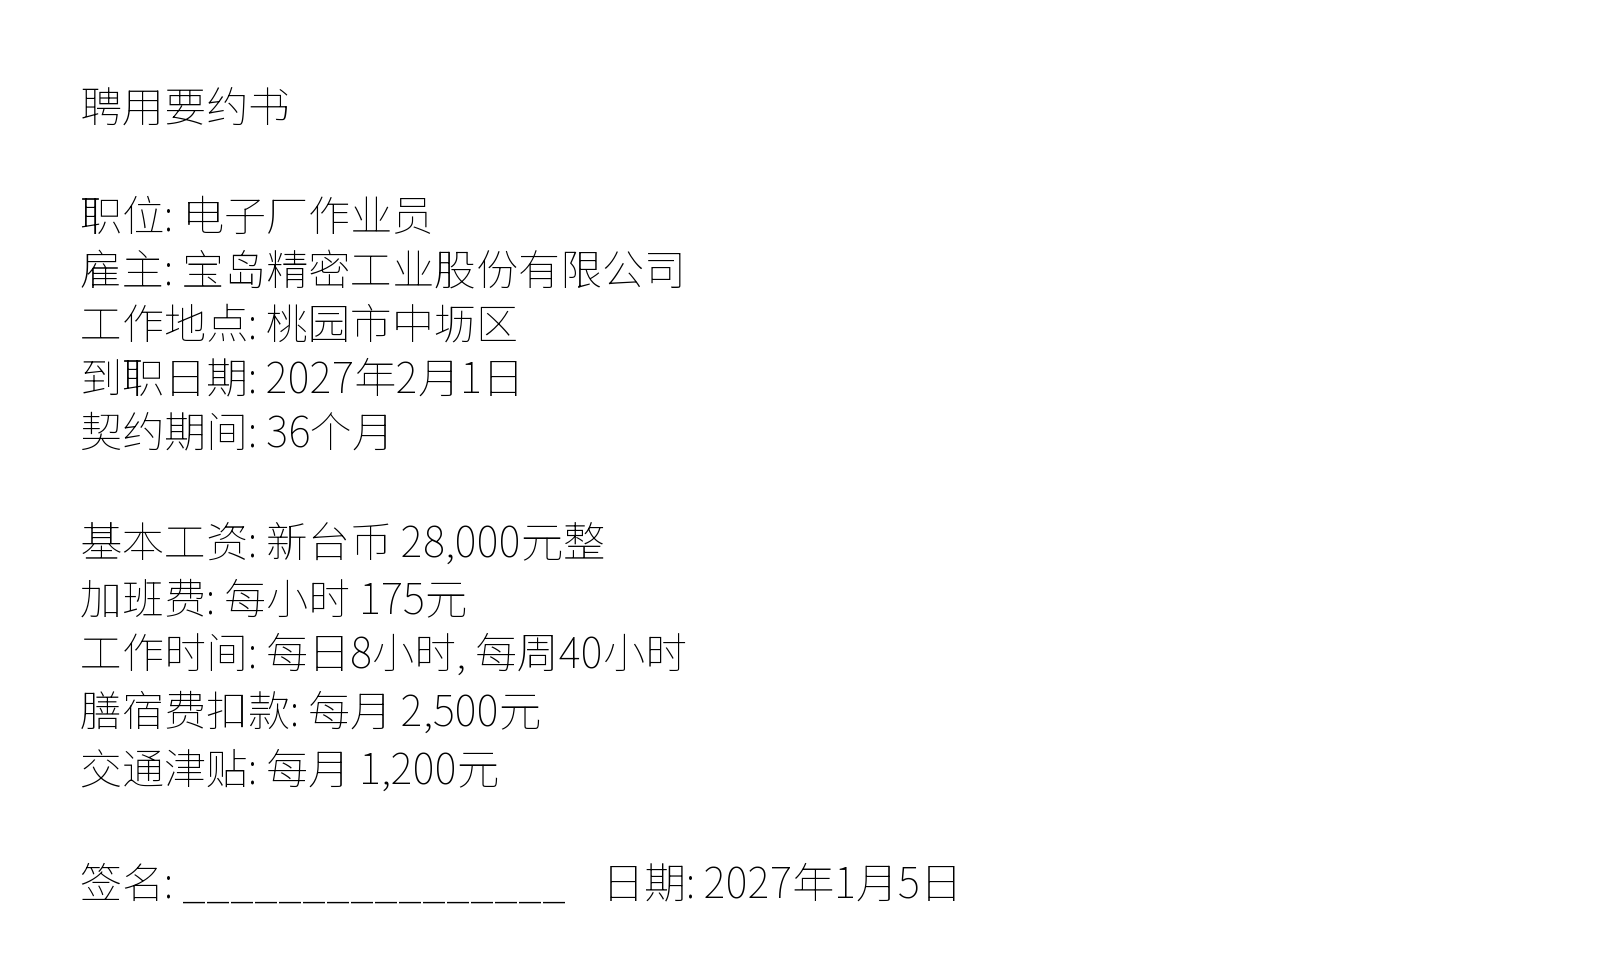 聘用要约书
职位: 电子厂作业员
雇主: 宝岛精密工业股份有限公司
工作地点: 桃园市中坜区
到职日期: 2027年2月1日
契约期间: 36个月
基本工资: 新台币 28,000元整
加班费: 每小时 175元
工作时间: 每日8小时, 每周40小时
膳宿费扣款: 每月 2,500元
交通津贴: 每月 1,200元
签名: ________________ 日期: 2027年1月5日